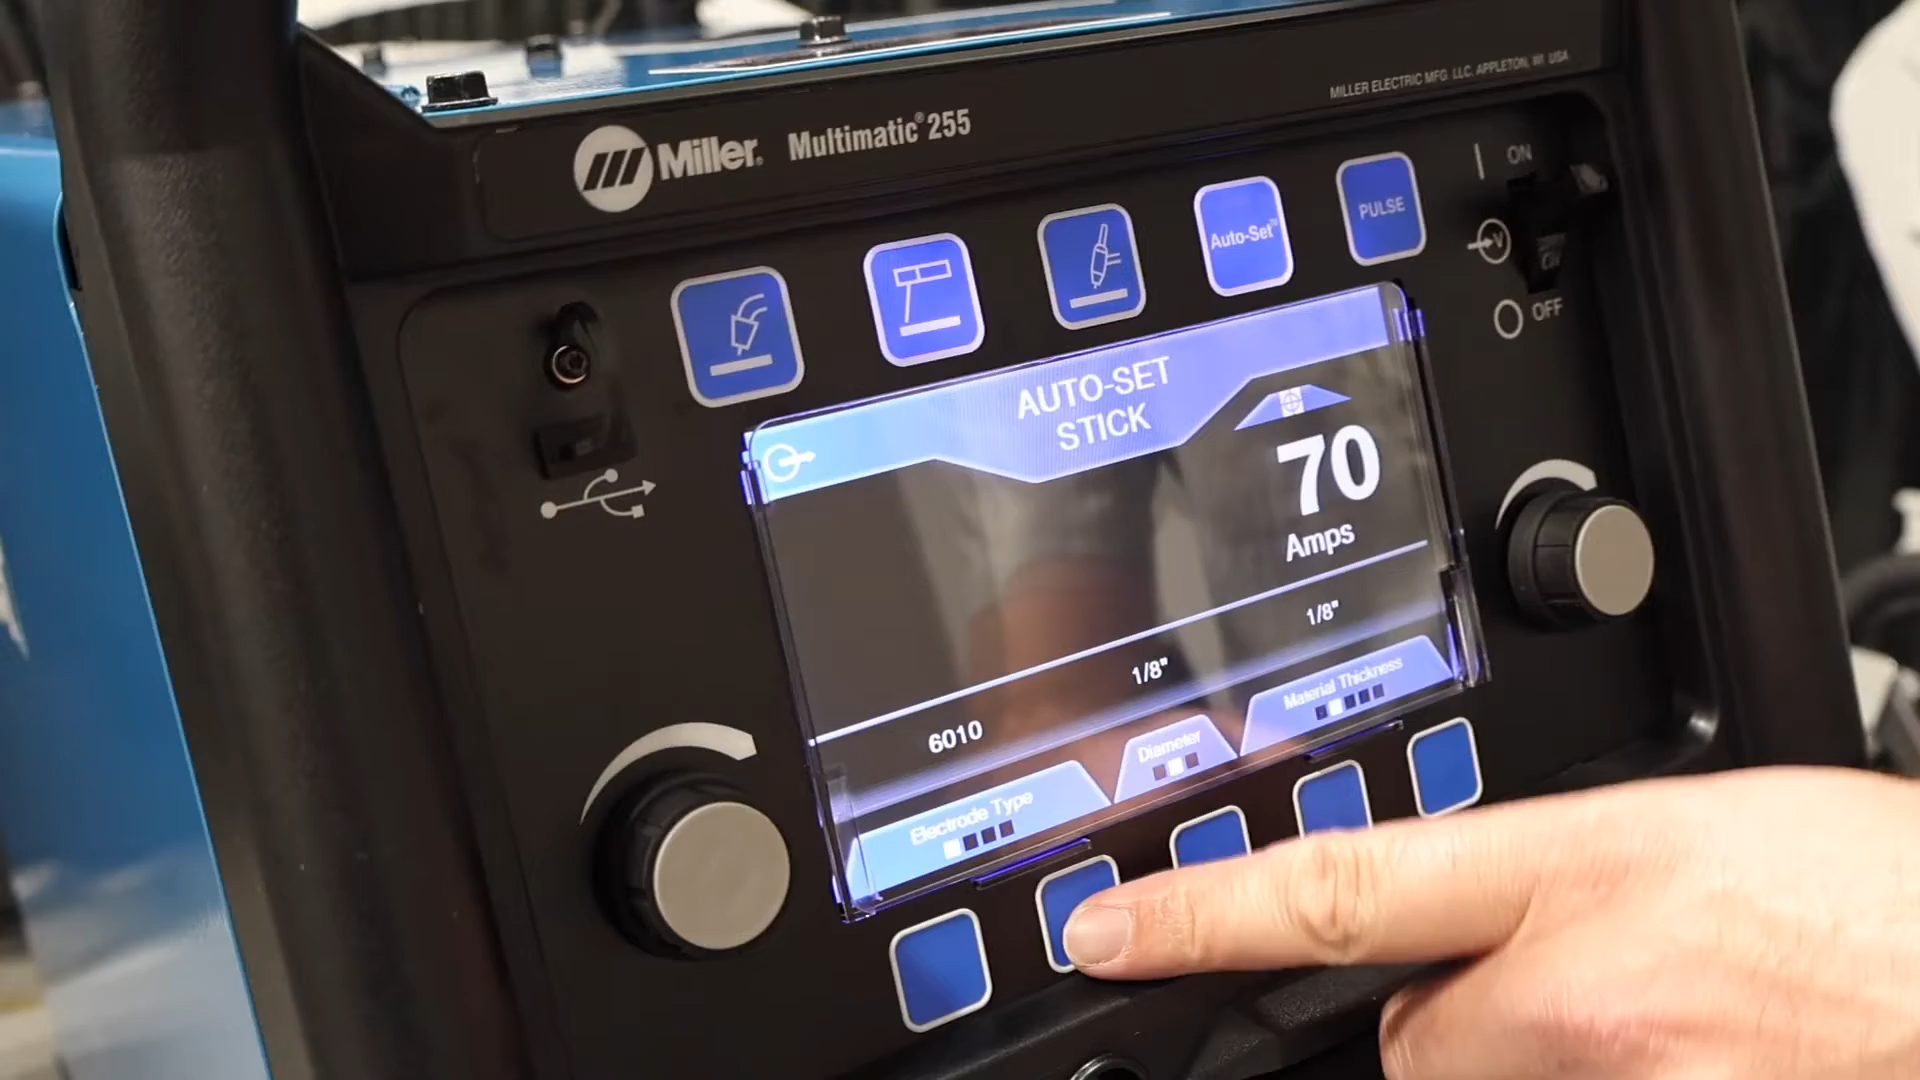 MILLER ELECTRIC MFG. LLC. APPLETON, WI USA
Miller® Multimatic® 255
Auto-Set™
PULSE
ON
OFF
AUTO-SET
STICK
70
Amps
6010
1/8"
1/8"
Electrode Type
Diameter
Material Thickness